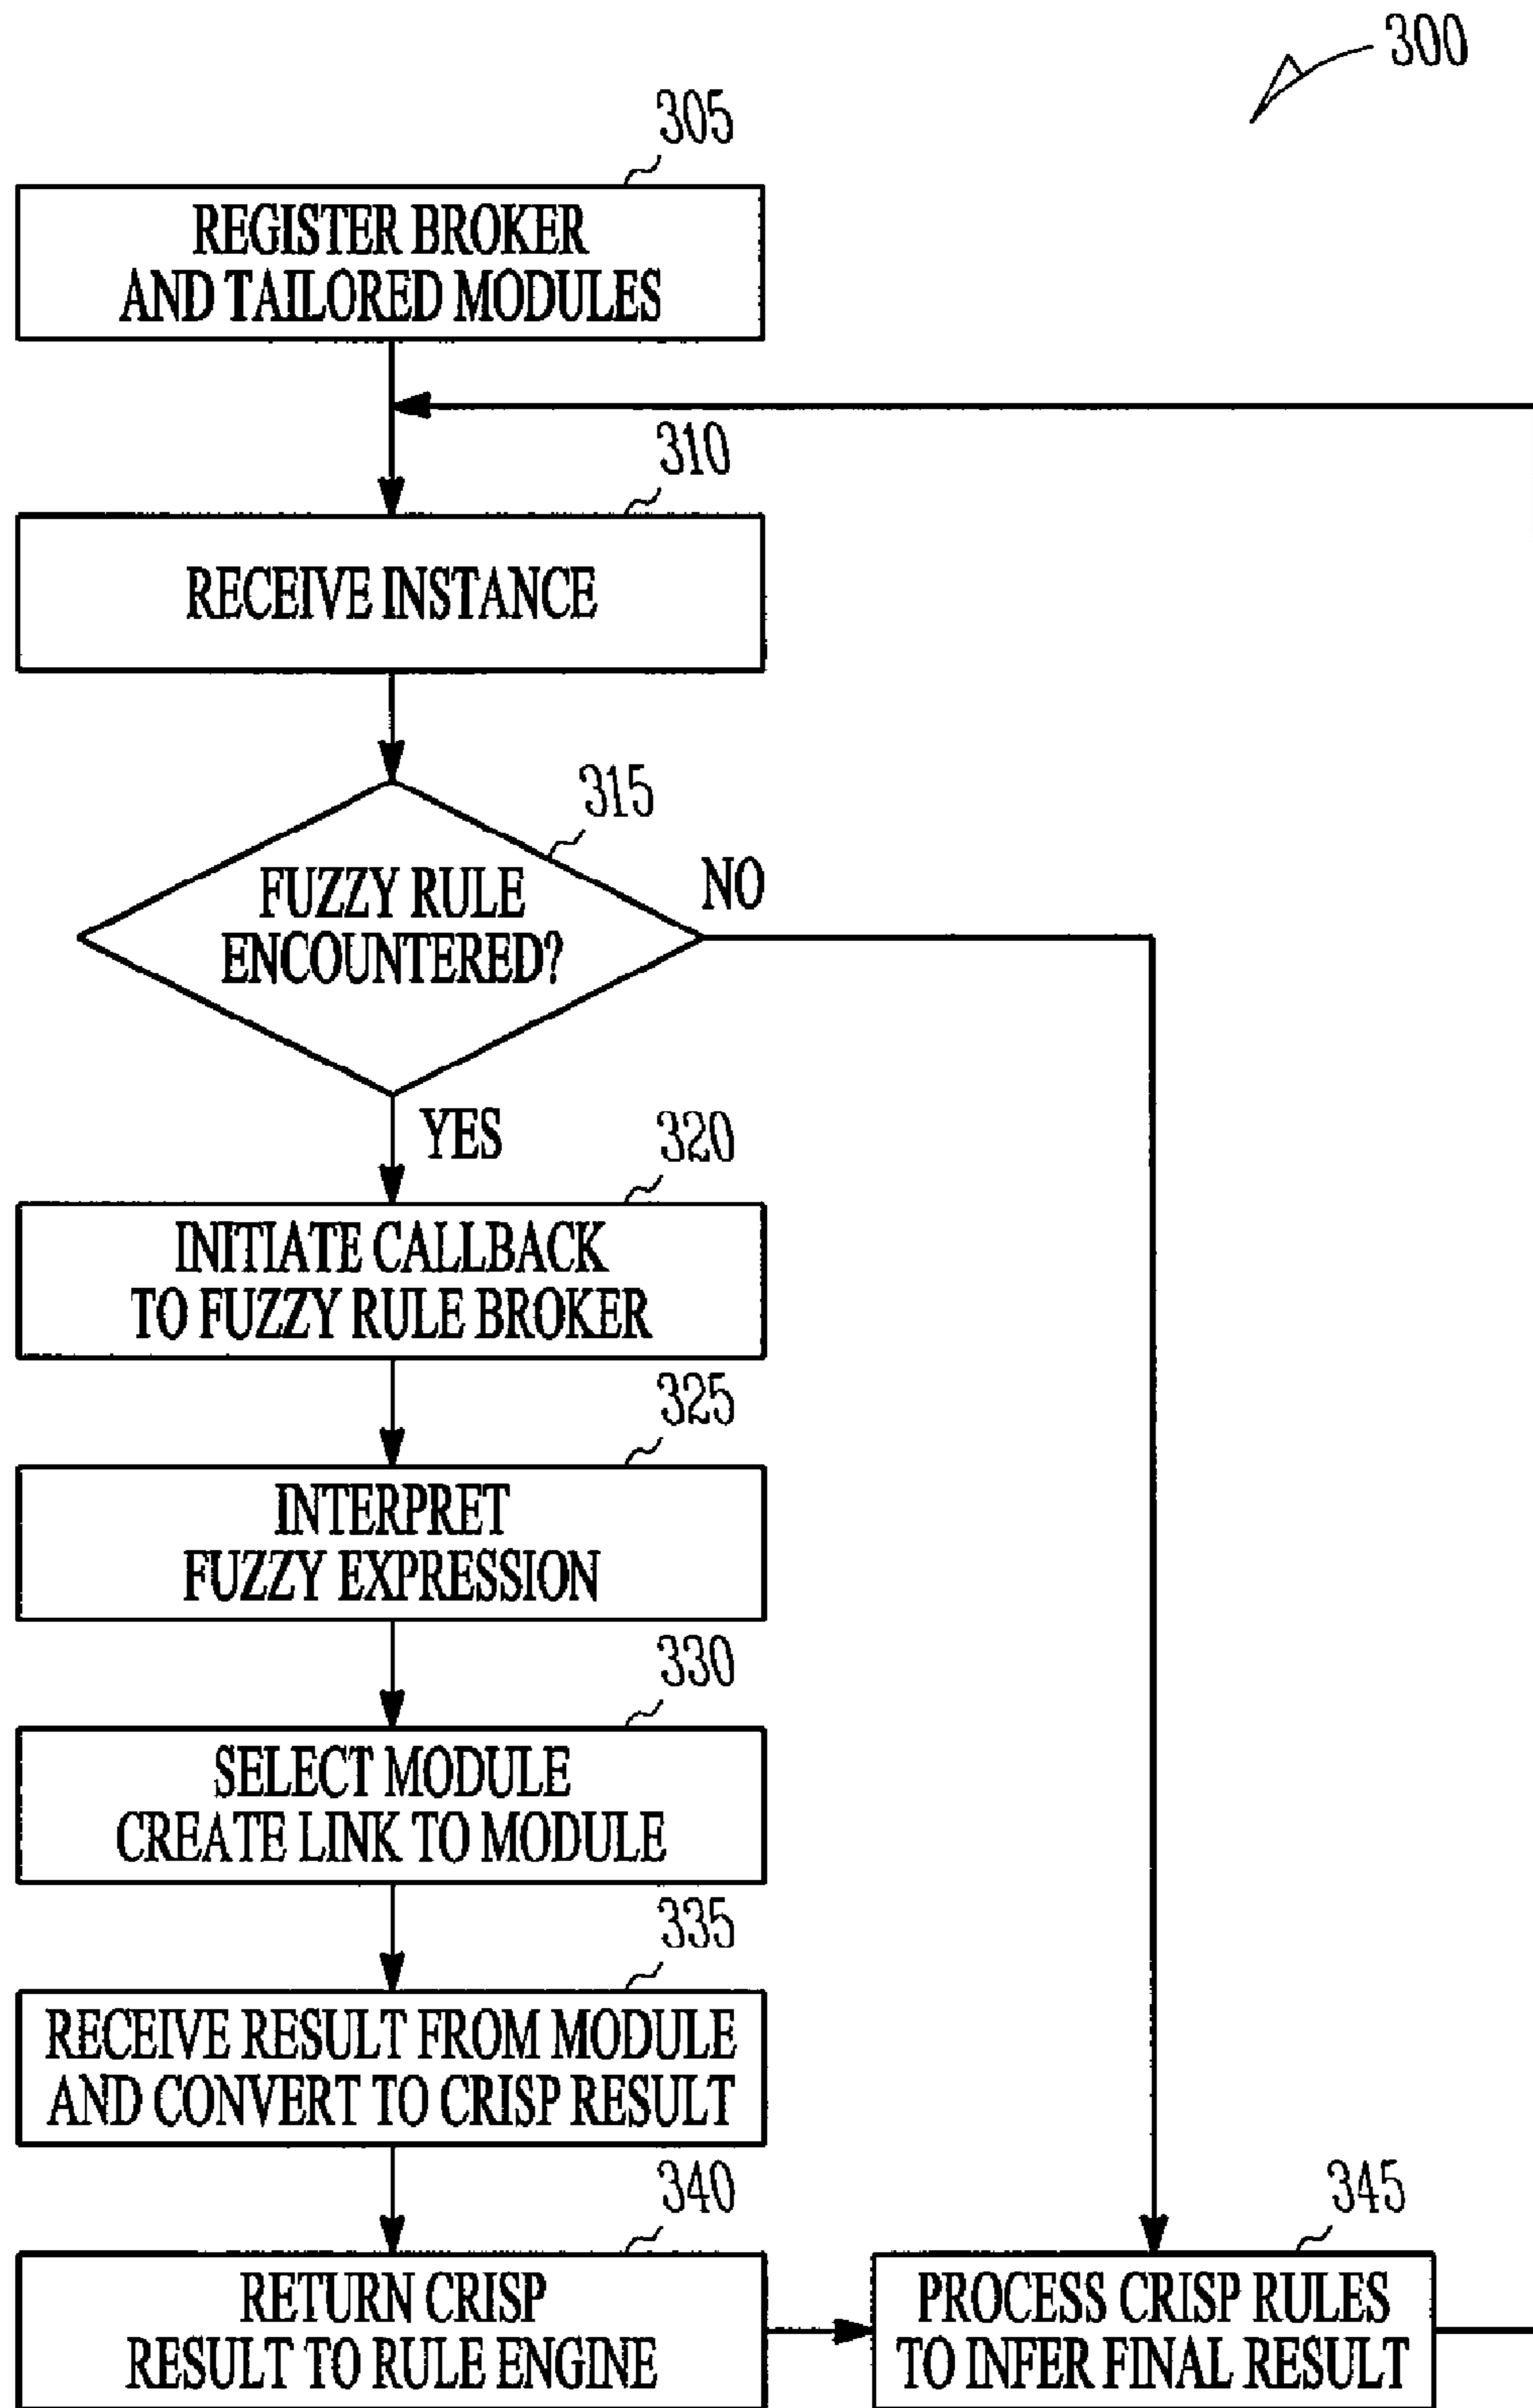 300
305
REGISTER BROKER
AND TAILORED MODULES
310
RECEIVE INSTANCE
315
FUZZY RULE
ENCOUNTERED?
NO
YES
320
INITIATE CALLBACK
TO FUZZY RULE BROKER
325
INTERPRET
FUZZY EXPRESSION
330
SELECT MODULE
CREATE LINK TO MODULE
335
RECEIVE RESULT FROM MODULE
AND CONVERT TO CRISP RESULT
340
RETURN CRISP
RESULT TO RULE ENGINE
345
PROCESS CRISP RULES
TO INFER FINAL RESULT